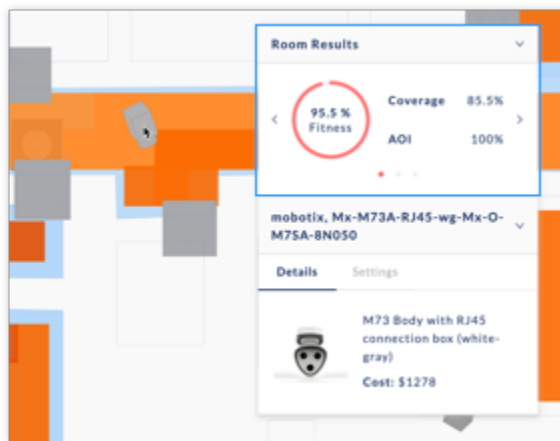 Room Results
95.5 %
Fitness
Coverage 85.5%
AOI 100%
mobotix, Mx-M73A-RJ45-wg-Mx-O-
M7SA-8N050
Details Settings
M73 Body with RJ45
connection box (white-
gray)
Cost: $1278